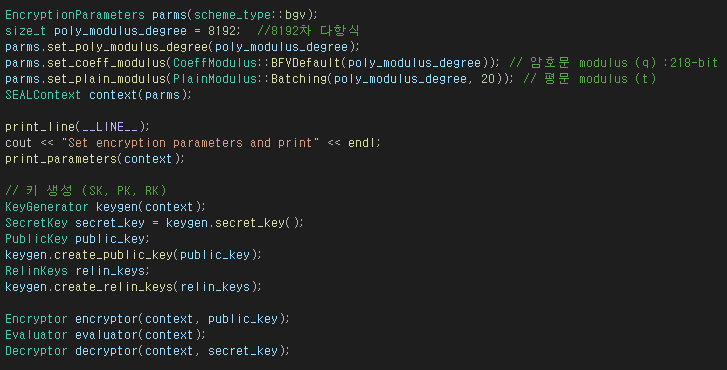 EncryptionParameters parms(scheme_type::bgv);
size_t poly_modulus_degree = 8192;  //8192차 다항식
parms.set_poly_modulus_degree(poly_modulus_degree);
parms.set_coeff_modulus(CoeffModulus::BFVDefault(poly_modulus_degree)); // 암호문 modulus (q) :218-bit
parms.set_plain_modulus(PlainModulus::Batching(poly_modulus_degree, 20)); // 평문 modulus (t)
SEALContext context(parms);
print_line(__LINE__);
cout << "Set encryption parameters and print" << endl;
print_parameters(context);
// 키 생성 (SK, PK, RK)
KeyGenerator keygen(context);
SecretKey secret_key = keygen.secret_key();
PublicKey public_key;
keygen.create_public_key(public_key);
RelinKeys relin_keys;
keygen.create_relin_keys(relin_keys);
Encryptor encryptor(context, public_key);
Evaluator evaluator(context);
Decryptor decryptor(context, secret_key);